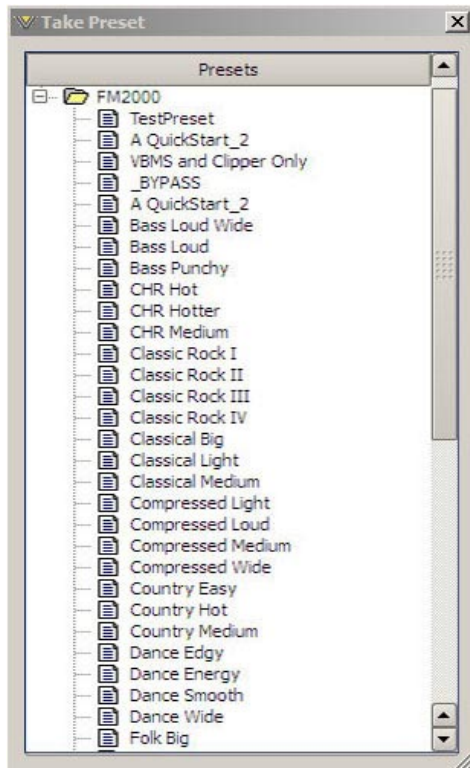 Take Preset
Presets
FM2000
TestPreset
A QuickStart_2
VBMS and Clipper Only
_BYPASS
A QuickStart_2
Bass Loud Wide
Bass Loud
Bass Punchy
CHR Hot
CHR Hotter
CHR Medium
Classic Rock I
Classic Rock II
Classic Rock III
Classic Rock IV
Classical Big
Classical Light
Classical Medium
Compressed Light
Compressed Loud
Compressed Medium
Compressed Wide
Country Easy
Country Hot
Country Medium
Dance Edgy
Dance Energy
Dance Smooth
Dance Wide
Folk Big